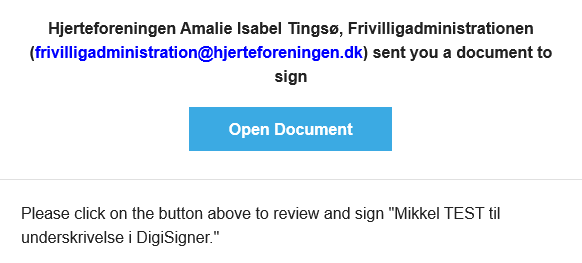 Hjerteforeningen Amalie Isabel Tingsø, Frivilligadministrationen
(frivilligadministration@hjerteforeningen.dk) sent you a document to
sign
Open Document
Please click on the button above to review and sign "Mikkel TEST til
underskrivelse i DigiSigner."